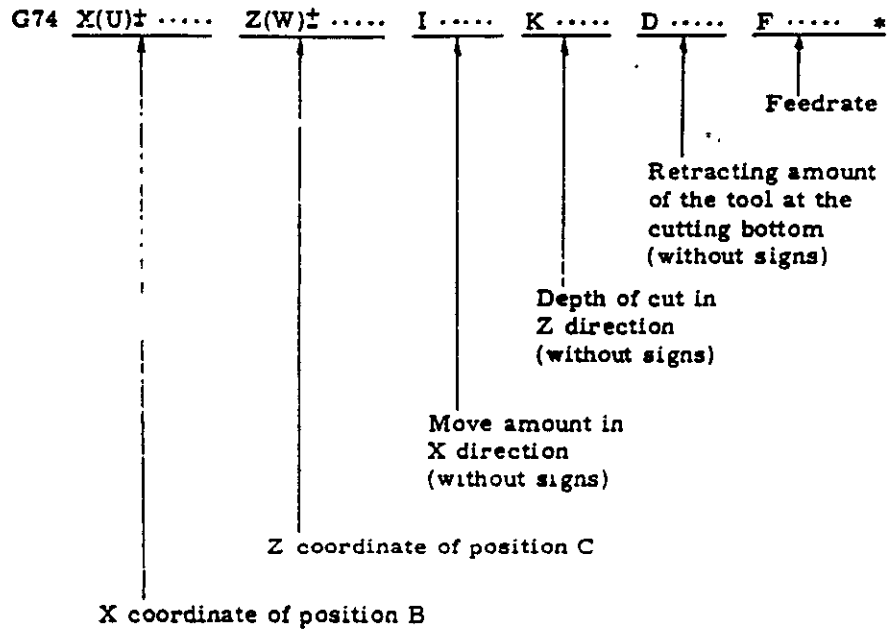 G74 X(U)± ····· Z(W)± ····· I ····· K ····· D ····· F ····· *
Feedrate
Retracting amount
of the tool at the
cutting bottom
(without signs)
Depth of cut in
Z direction
(without signs)
Move amount in
X direction
(without signs)
Z coordinate of position C
X coordinate of position B